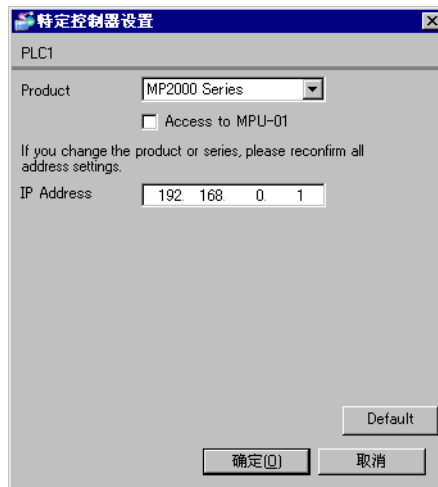 特定控制器设置
PLC1
Product MP2000 Series
Access to MPU-01
If you change the product or series, please reconfirm all
address settings.
IP Address 192. 168. 0. 1
Default
确定(O) 取消